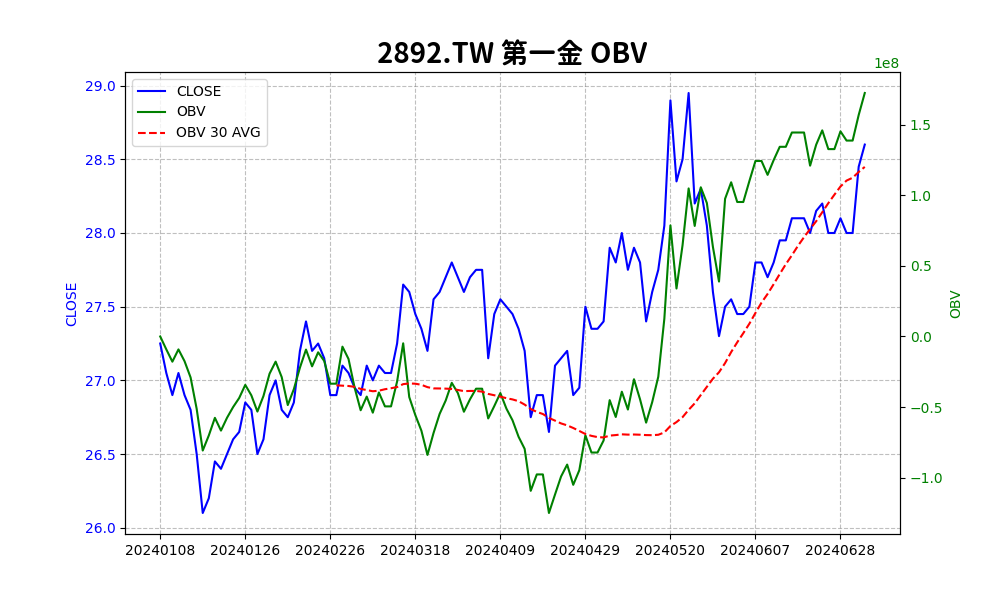 2892.TW 第一金 OBV
1e8
CLOSE
OBV
OBV 30 AVG
29.0
28.5
28.0
27.5
27.0
26.5
26.0
CLOSE
1.5
1.0
0.5
0.0
−0.5
−1.0
OBV
20240108 20240126 20240226 20240318 20240409 20240429 20240520 20240607 20240628